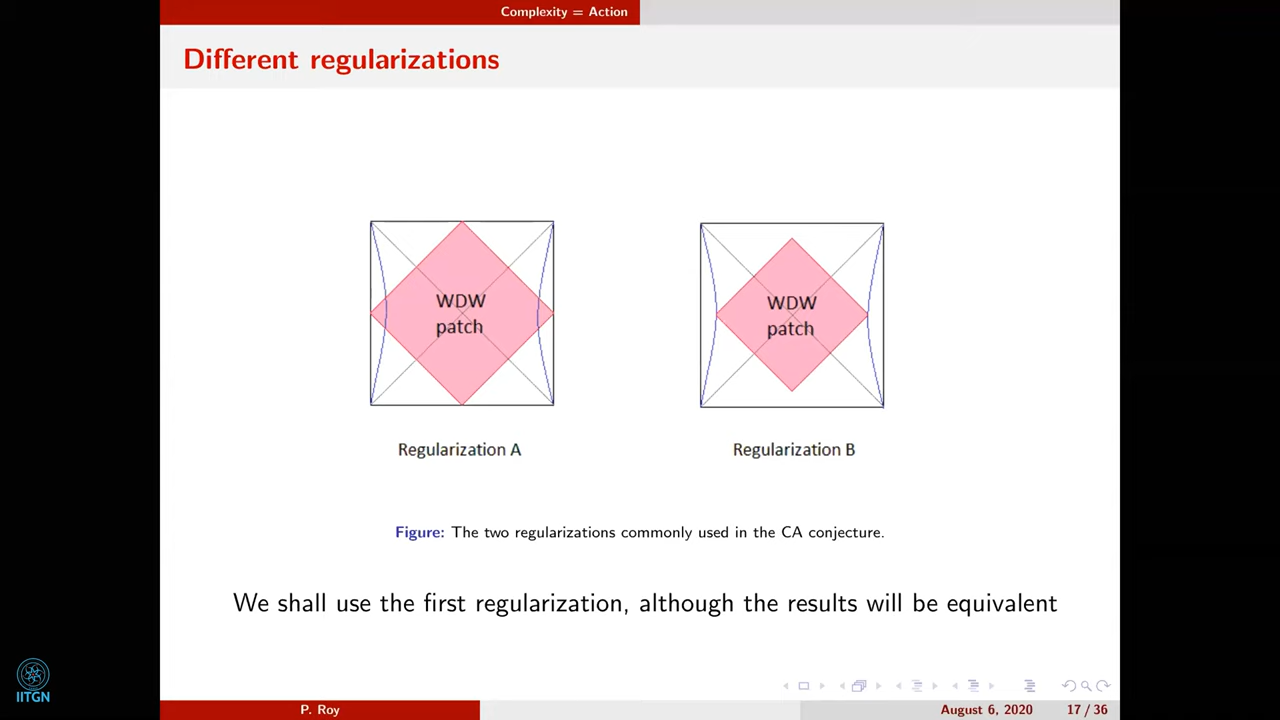 Complexity = Action
Different regularizations
WDW
patch
WDW
patch
Regularization A
Regularization B
Figure: The two regularizations commonly used in the CA conjecture.
We shall use the first regularization, although the results will be equivalent
IITGN
P. Roy
August 6, 2020
17 / 36